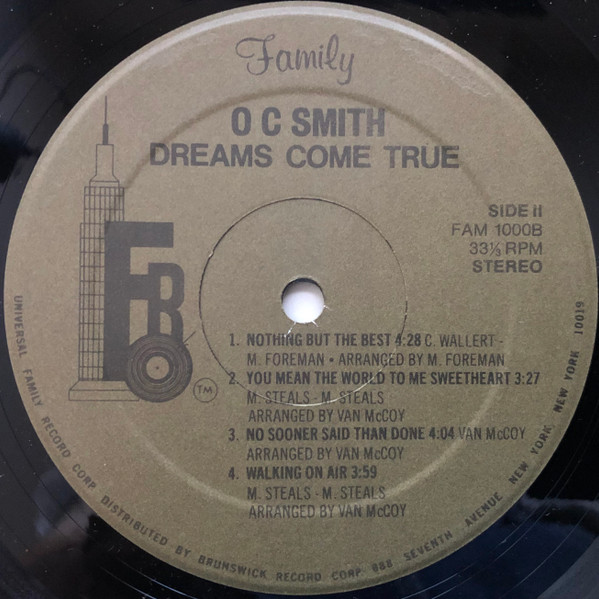 Family
O C SMITH
DREAMS COME TRUE
SIDE II
FAM 1000B
33⅓ RPM
STEREO
FR
TM
1. NOTHING BUT THE BEST 4:28 C. WALLERT -
M. FOREMAN • ARRANGED BY M. FOREMAN
2. YOU MEAN THE WORLD TO ME SWEETHEART 3:27
M. STEALS - M. STEALS
ARRANGED BY VAN McCOY
3. NO SOONER SAID THAN DONE 4:04 VAN McCOY
ARRANGED BY VAN McCOY
4. WALKING ON AIR 3:59
M. STEALS - M. STEALS
ARRANGED BY VAN McCOY
UNIVERSAL FAMILY RECORD CORP DISTRIBUTED BY BRUNSWICK RECORD CORP. 888 SEVENTH AVENUE NEW YORK, NEW YORK 10019